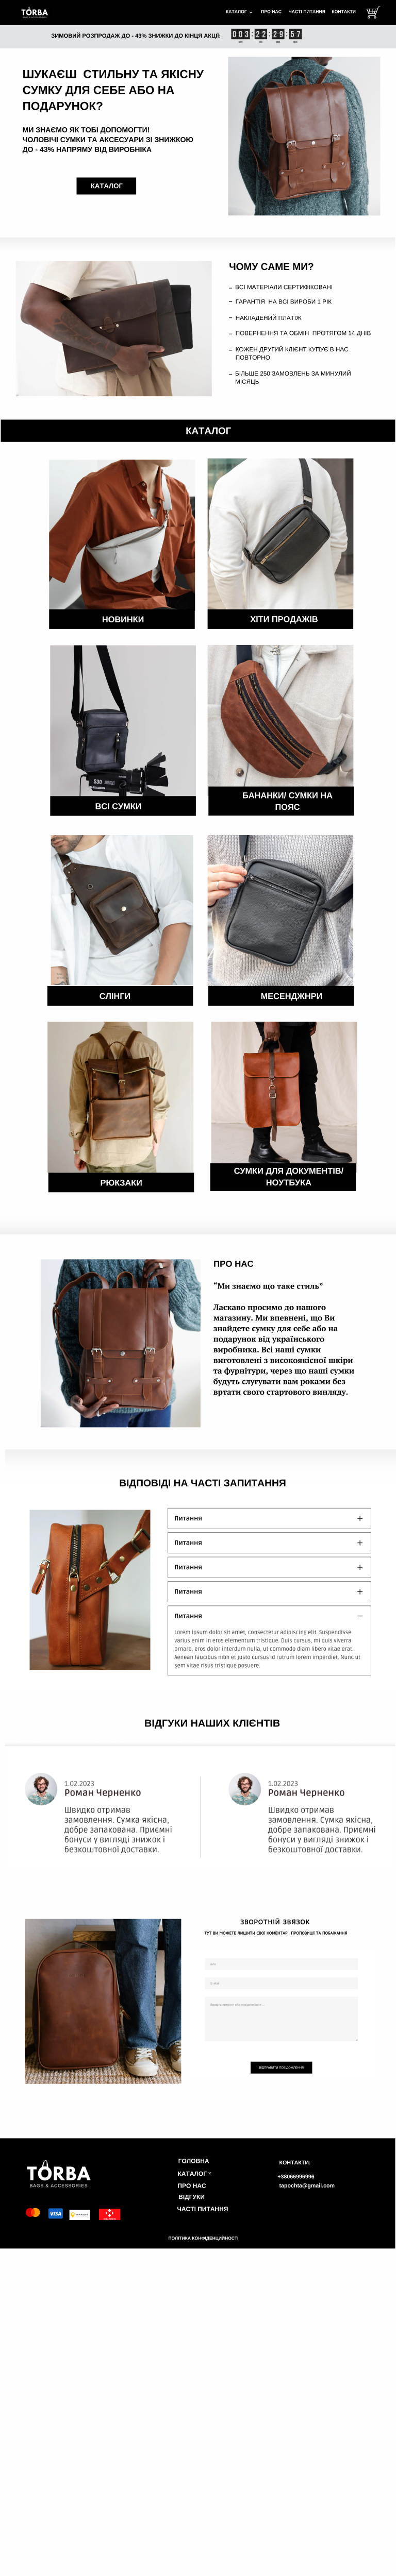 TÓRBA
КАТАЛОГ ПРО НАС ЧАСТІ ПИТАННЯ КОНТАКТИ
ЗИМОВИЙ РОЗПРОДАЖ ДО - 43% ЗНИЖКИ ДО КІНЦЯ АКЦІЇ:
003 : 22 : 29 : 57
ШУКАЄШ СТИЛЬНУ ТА ЯКІСНУ
СУМКУ ДЛЯ СЕБЕ АБО НА
ПОДАРУНОК?
МИ ЗНАЄМО ЯК ТОБІ ДОПОМОГТИ!
ЧОЛОВІЧІ СУМКИ ТА АКСЕСУАРИ ЗІ ЗНИЖКОЮ
ДО - 43% НАПРЯМУ ВІД ВИРОБНІКА
КАТАЛОГ
ЧОМУ САМЕ МИ?
– ВСІ МАТЕРІАЛИ СЕРТИФІКОВАНІ
– ГАРАНТІЯ НА ВСІ ВИРОБИ 1 РІК
– НАКЛАДЕНИЙ ПЛАТІЖ
– ПОВЕРНЕННЯ ТА ОБМІН ПРОТЯГОМ 14 ДНІВ
– КОЖЕН ДРУГИЙ КЛІЄНТ КУПУЄ В НАС
ПОВТОРНО
– БІЛЬШЕ 250 ЗАМОВЛЕНЬ ЗА МИНУЛИЙ
МІСЯЦЬ
КАТАЛОГ
НОВИНКИ
ХІТИ ПРОДАЖІВ
530
ВСІ СУМКИ
БАНАНКИ/ СУМКИ НА
ПОЯС
СЛІНГИ
МЕСЕНДЖНРИ
РЮКЗАКИ
СУМКИ ДЛЯ ДОКУМЕНТІВ/
НОУТБУКА
ПРО НАС
"Ми знаємо що таке стиль"
Ласкаво просимо до нашого
магазину. Ми впевнені, що Ви
знайдете сумку для себе або на
подарунок від українського
виробника. Всі наші сумки
виготовлені з високоякісної шкіри
та фурнітури, через що наші сумки
будуть слугувати вам роками без
вртати свого стартового винляду.
ВІДПОВІДІ НА ЧАСТІ ЗАПИТАННЯ
Питання
Питання
Питання
Питання
Питання
Lorem ipsum dolor sit amet, consectetur adipiscing elit. Suspendisse
varius enim in eros elementum tristique. Duis cursus, mi quis viverra
ornare, eros dolor interdum nulla, ut commodo diam libero vitae erat.
Aenean faucibus nibh et justo cursus id rutrum lorem imperdiet. Nunc ut
sem vitae risus tristique posuere.
ВІДГУКИ НАШИХ КЛІЄНТІВ
1.02.2023
Роман Черненко
Швидко отримав
замовлення. Сумка якісна,
добре запакована. Приємні
бонуси у вигляді знижок і
безкоштовної доставки.
1.02.2023
Роман Черненко
Швидко отримав
замовлення. Сумка якісна,
добре запакована. Приємні
бонуси у вигляді знижок і
безкоштовної доставки.
ЗВОРОТНІЙ ЗВЯЗОК
ТУТ ВИ МОЖЕТЕ ЛИШИТИ СВОЇ КОМЕНТАРІ, ПРОПОЗИЦІЇ ТА ПОБАЖАННЯ
ВІДПРАВИТИ ПОВІДОМЛЕННЯ
TÓRBA
BAGS & ACCESSORIES
VISA
ГОЛОВНА
КАТАЛОГ
ПРО НАС
ВІДГУКИ
ЧАСТІ ПИТАННЯ
КОНТАКТИ:
+38066996996
tapochta@gmail.com
ПОЛІТИКА КОНФІДЕНЦІЙНОСТІ